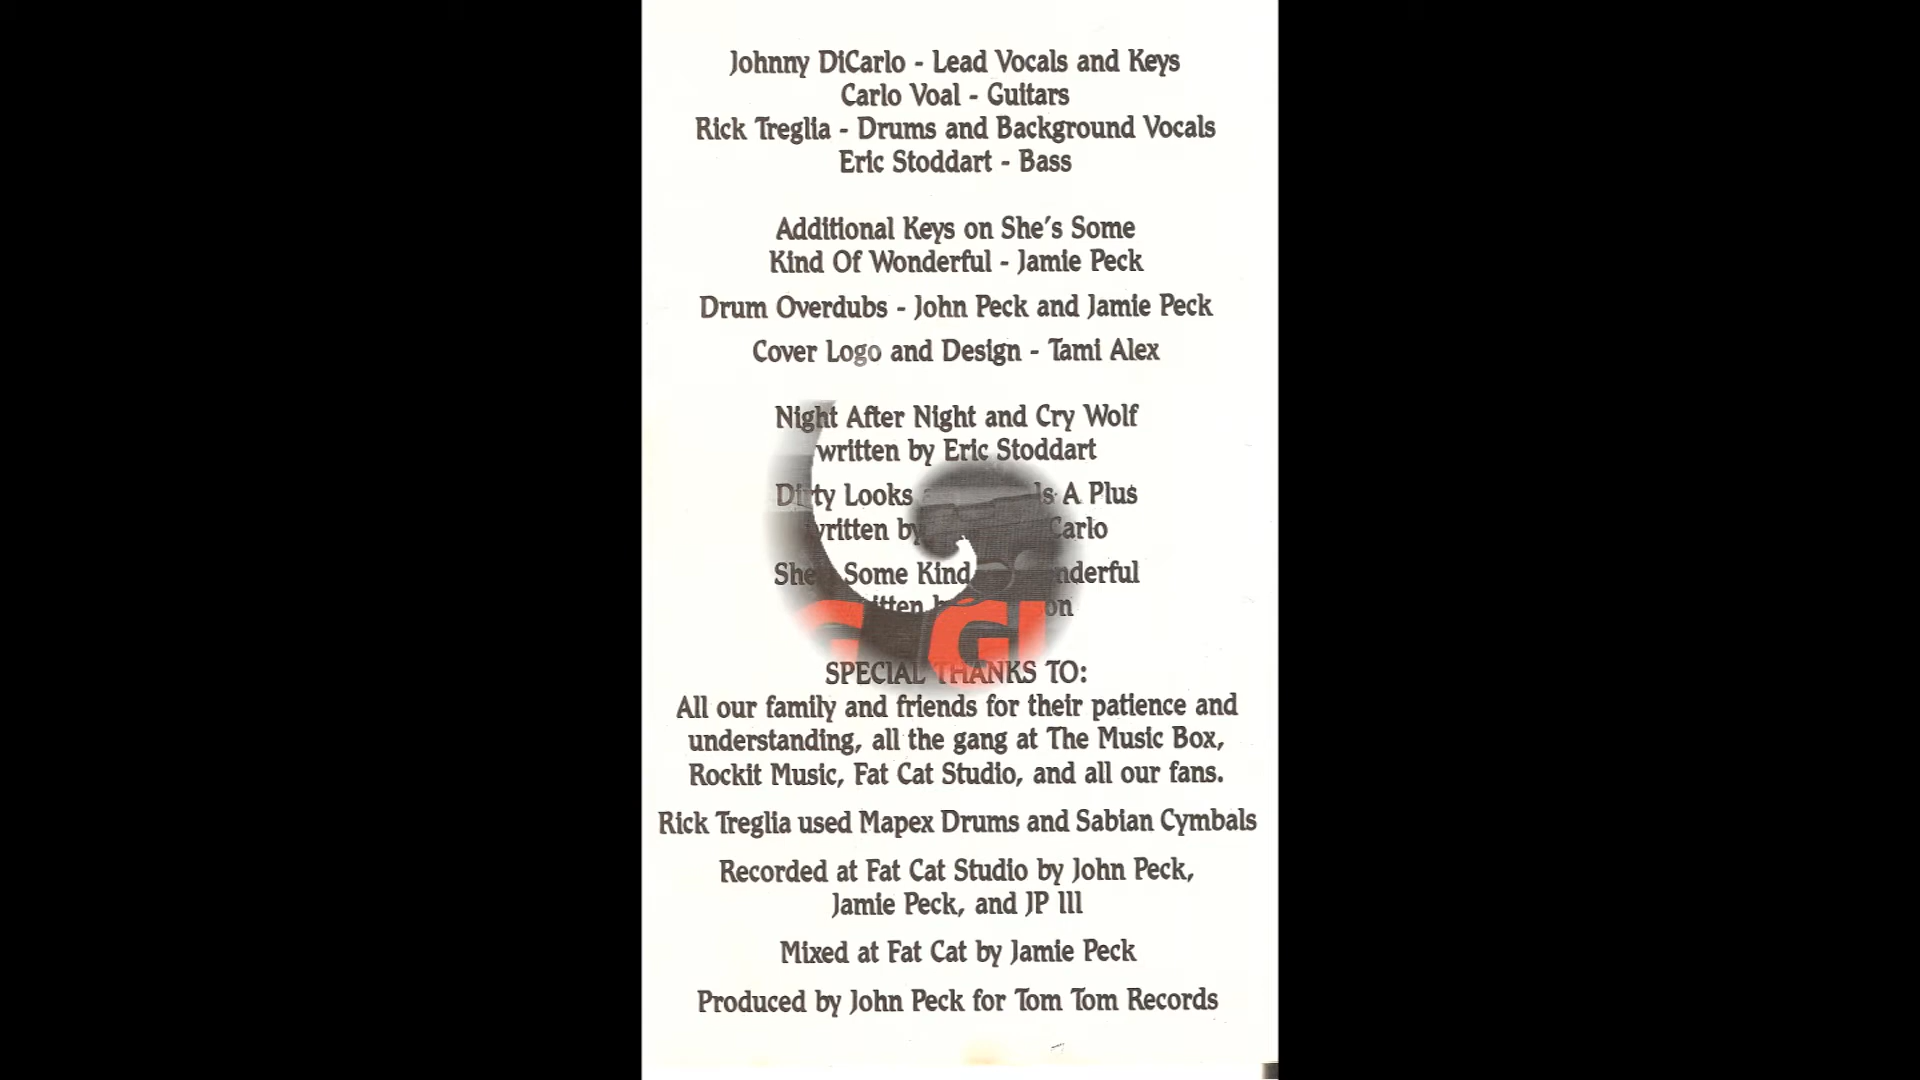 Johnny DiCarlo - Lead Vocals and Keys
Carlo Voal - Guitars
Rick Treglia - Drums and Background Vocals
Eric Stoddart - Bass
Additional Keys on She's Some
Kind Of Wonderful - Jamie Peck
Drum Overdubs - John Peck and Jamie Peck
Cover Logo and Design - Tami Alex
Night After Night and Cry Wolf
written by Eric Stoddart
Dirty Looks A Plus
written by
Some Kind
SPECIAL THANKS TO:
All our family and friends for their patience and
understanding, all the gang at The Music Box,
Rockit Music, Fat Cat Studio, and all our fans.
Rick Treglia used Mapex Drums and Sabian Cymbals
Recorded at Fat Cat Studio by John Peck,
Jamie Peck, and JP lll
Mixed at Fat Cat by Jamie Peck
Produced by John Peck for Tom Tom Records